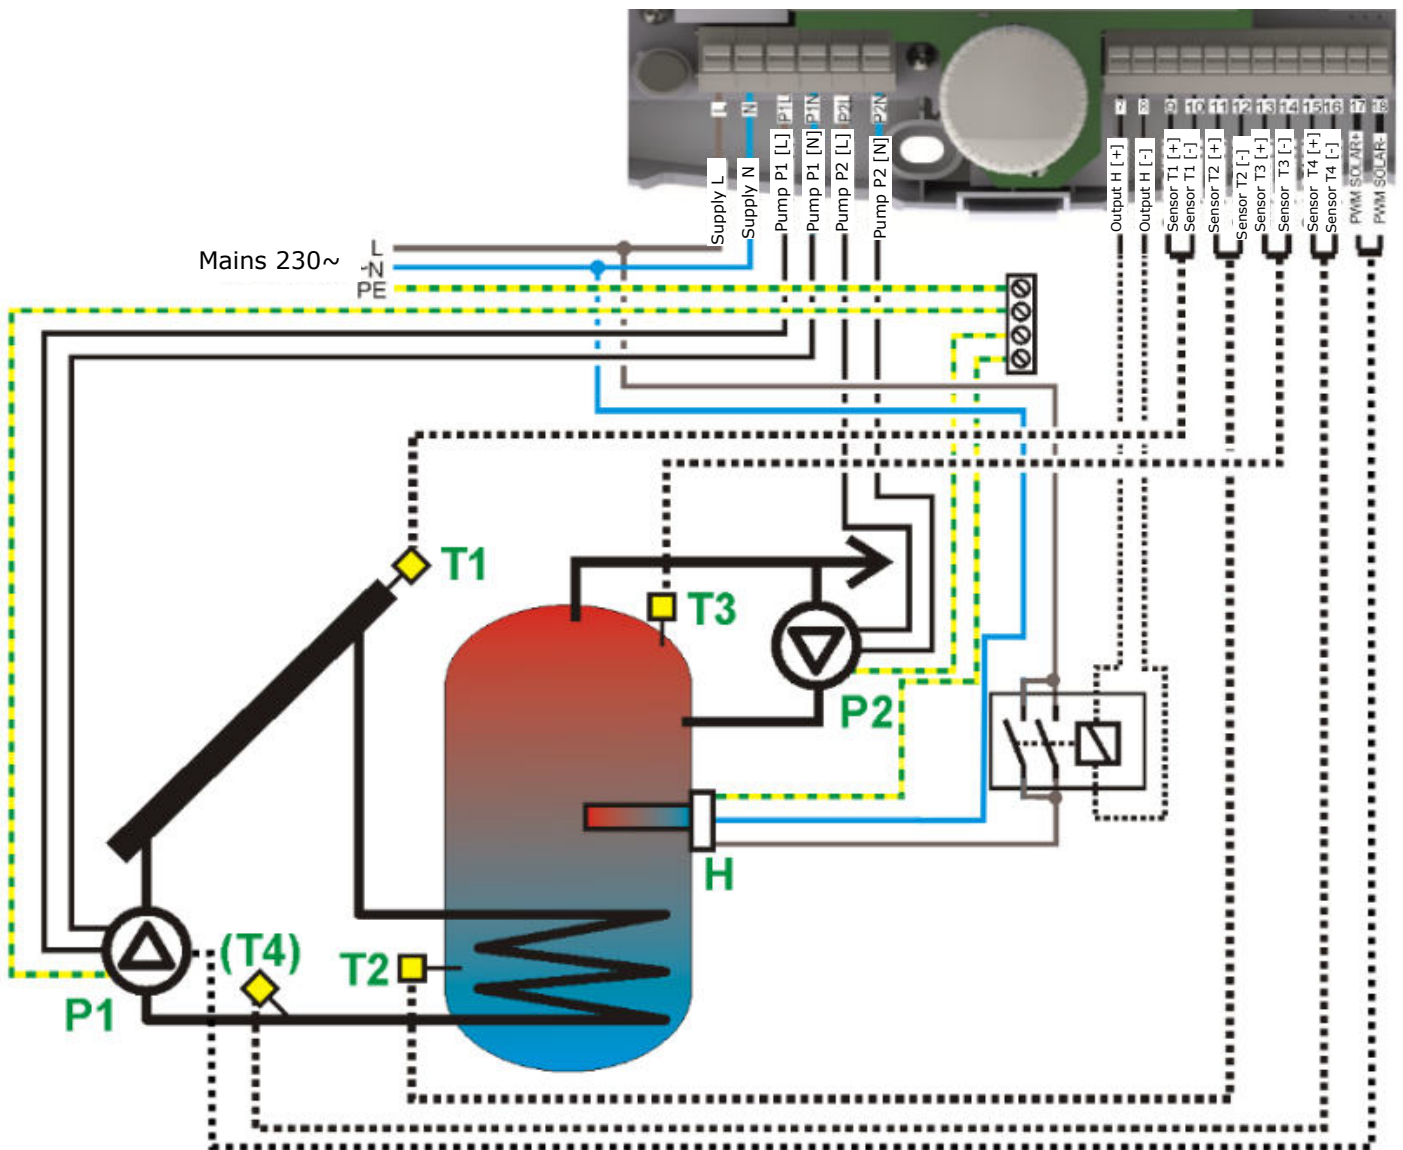 L
N
P1L
P1N
P2L
P2N
7
8
9
10
11
12
13
14
15
16
17
18
Supply L
Supply N
Pump P1 [L]
Pump P1 [N]
Pump P2 [L]
Pump P2 [N]
Output H [+]
Output H [-]
Sensor T1 [+]
Sensor T1 [-]
Sensor T2 [+]
Sensor T2 [-]
Sensor T3 [+]
Sensor T3 [-]
Sensor T4 [+]
Sensor T4 [-]
PWM SOLAR+
PWM SOLAR-
Mains 230~
L
~N
PE
T1
T3
P2
H
(T4)
T2
P1